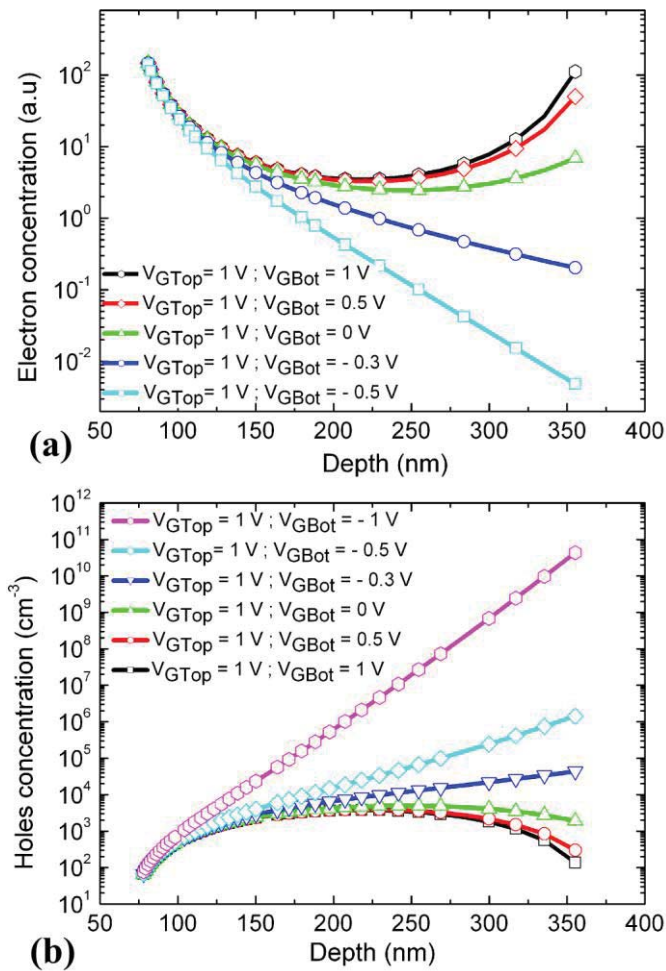 Electron concentration (a.u)
10²
10¹
10⁰
10⁻¹
10⁻²
V_GTop = 1 V ; V_GBot = 1 V
V_GTop = 1 V ; V_GBot = 0.5 V
V_GTop = 1 V ; V_GBot = 0 V
V_GTop = 1 V ; V_GBot = - 0.3 V
V_GTop = 1 V ; V_GBot = - 0.5 V
50 100 150 200 250 300 350 400
Depth (nm)
(a)
Holes concentration (cm⁻³)
10¹²
10¹¹
10¹⁰
10⁹
10⁸
10⁷
10⁶
10⁵
10⁴
10³
10²
10¹
V_GTop = 1 V ; V_GBot = - 1 V
V_GTop = 1 V ; V_GBot = - 0.5 V
V_GTop = 1 V ; V_GBot = - 0.3 V
V_GTop = 1 V ; V_GBot = 0 V
V_GTop = 1 V ; V_GBot = 0.5 V
V_GTop = 1 V ; V_GBot = 1 V
50 100 150 200 250 300 350 400
Depth (nm)
(b)